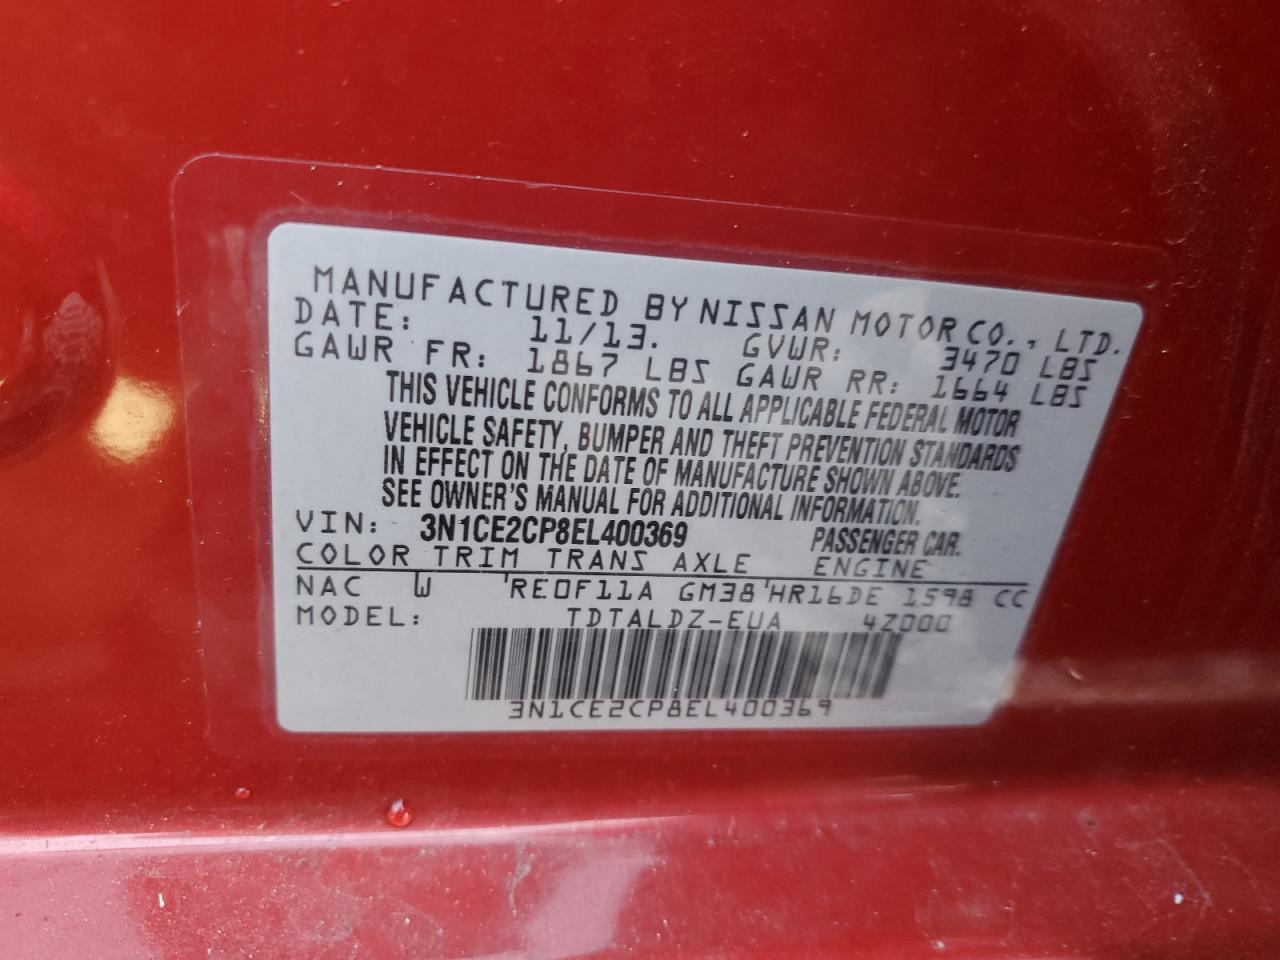 MANUFACTURED BY NISSAN MOTOR CO., LTD.
DATE: 11/13. GVWR: 3470 LBS
GAWR FR: 1867 LBS GAWR RR: 1664 LBS
THIS VEHICLE CONFORMS TO ALL APPLICABLE FEDERAL MOTOR
VEHICLE SAFETY, BUMPER AND THEFT PREVENTION STANDARDS
IN EFFECT ON THE DATE OF MANUFACTURE SHOWN ABOVE.
SEE OWNER'S MANUAL FOR ADDITIONAL INFORMATION.
VIN: 3N1CE2CP8EL400369 PASSENGER CAR.
COLOR TRIM TRANS AXLE ENGINE
NAC W 'RE0F11A GM38'HR16DE 1598 CC
MODEL: TDTALDZ-EUA 4Z000
3N1CE2CP8EL400369